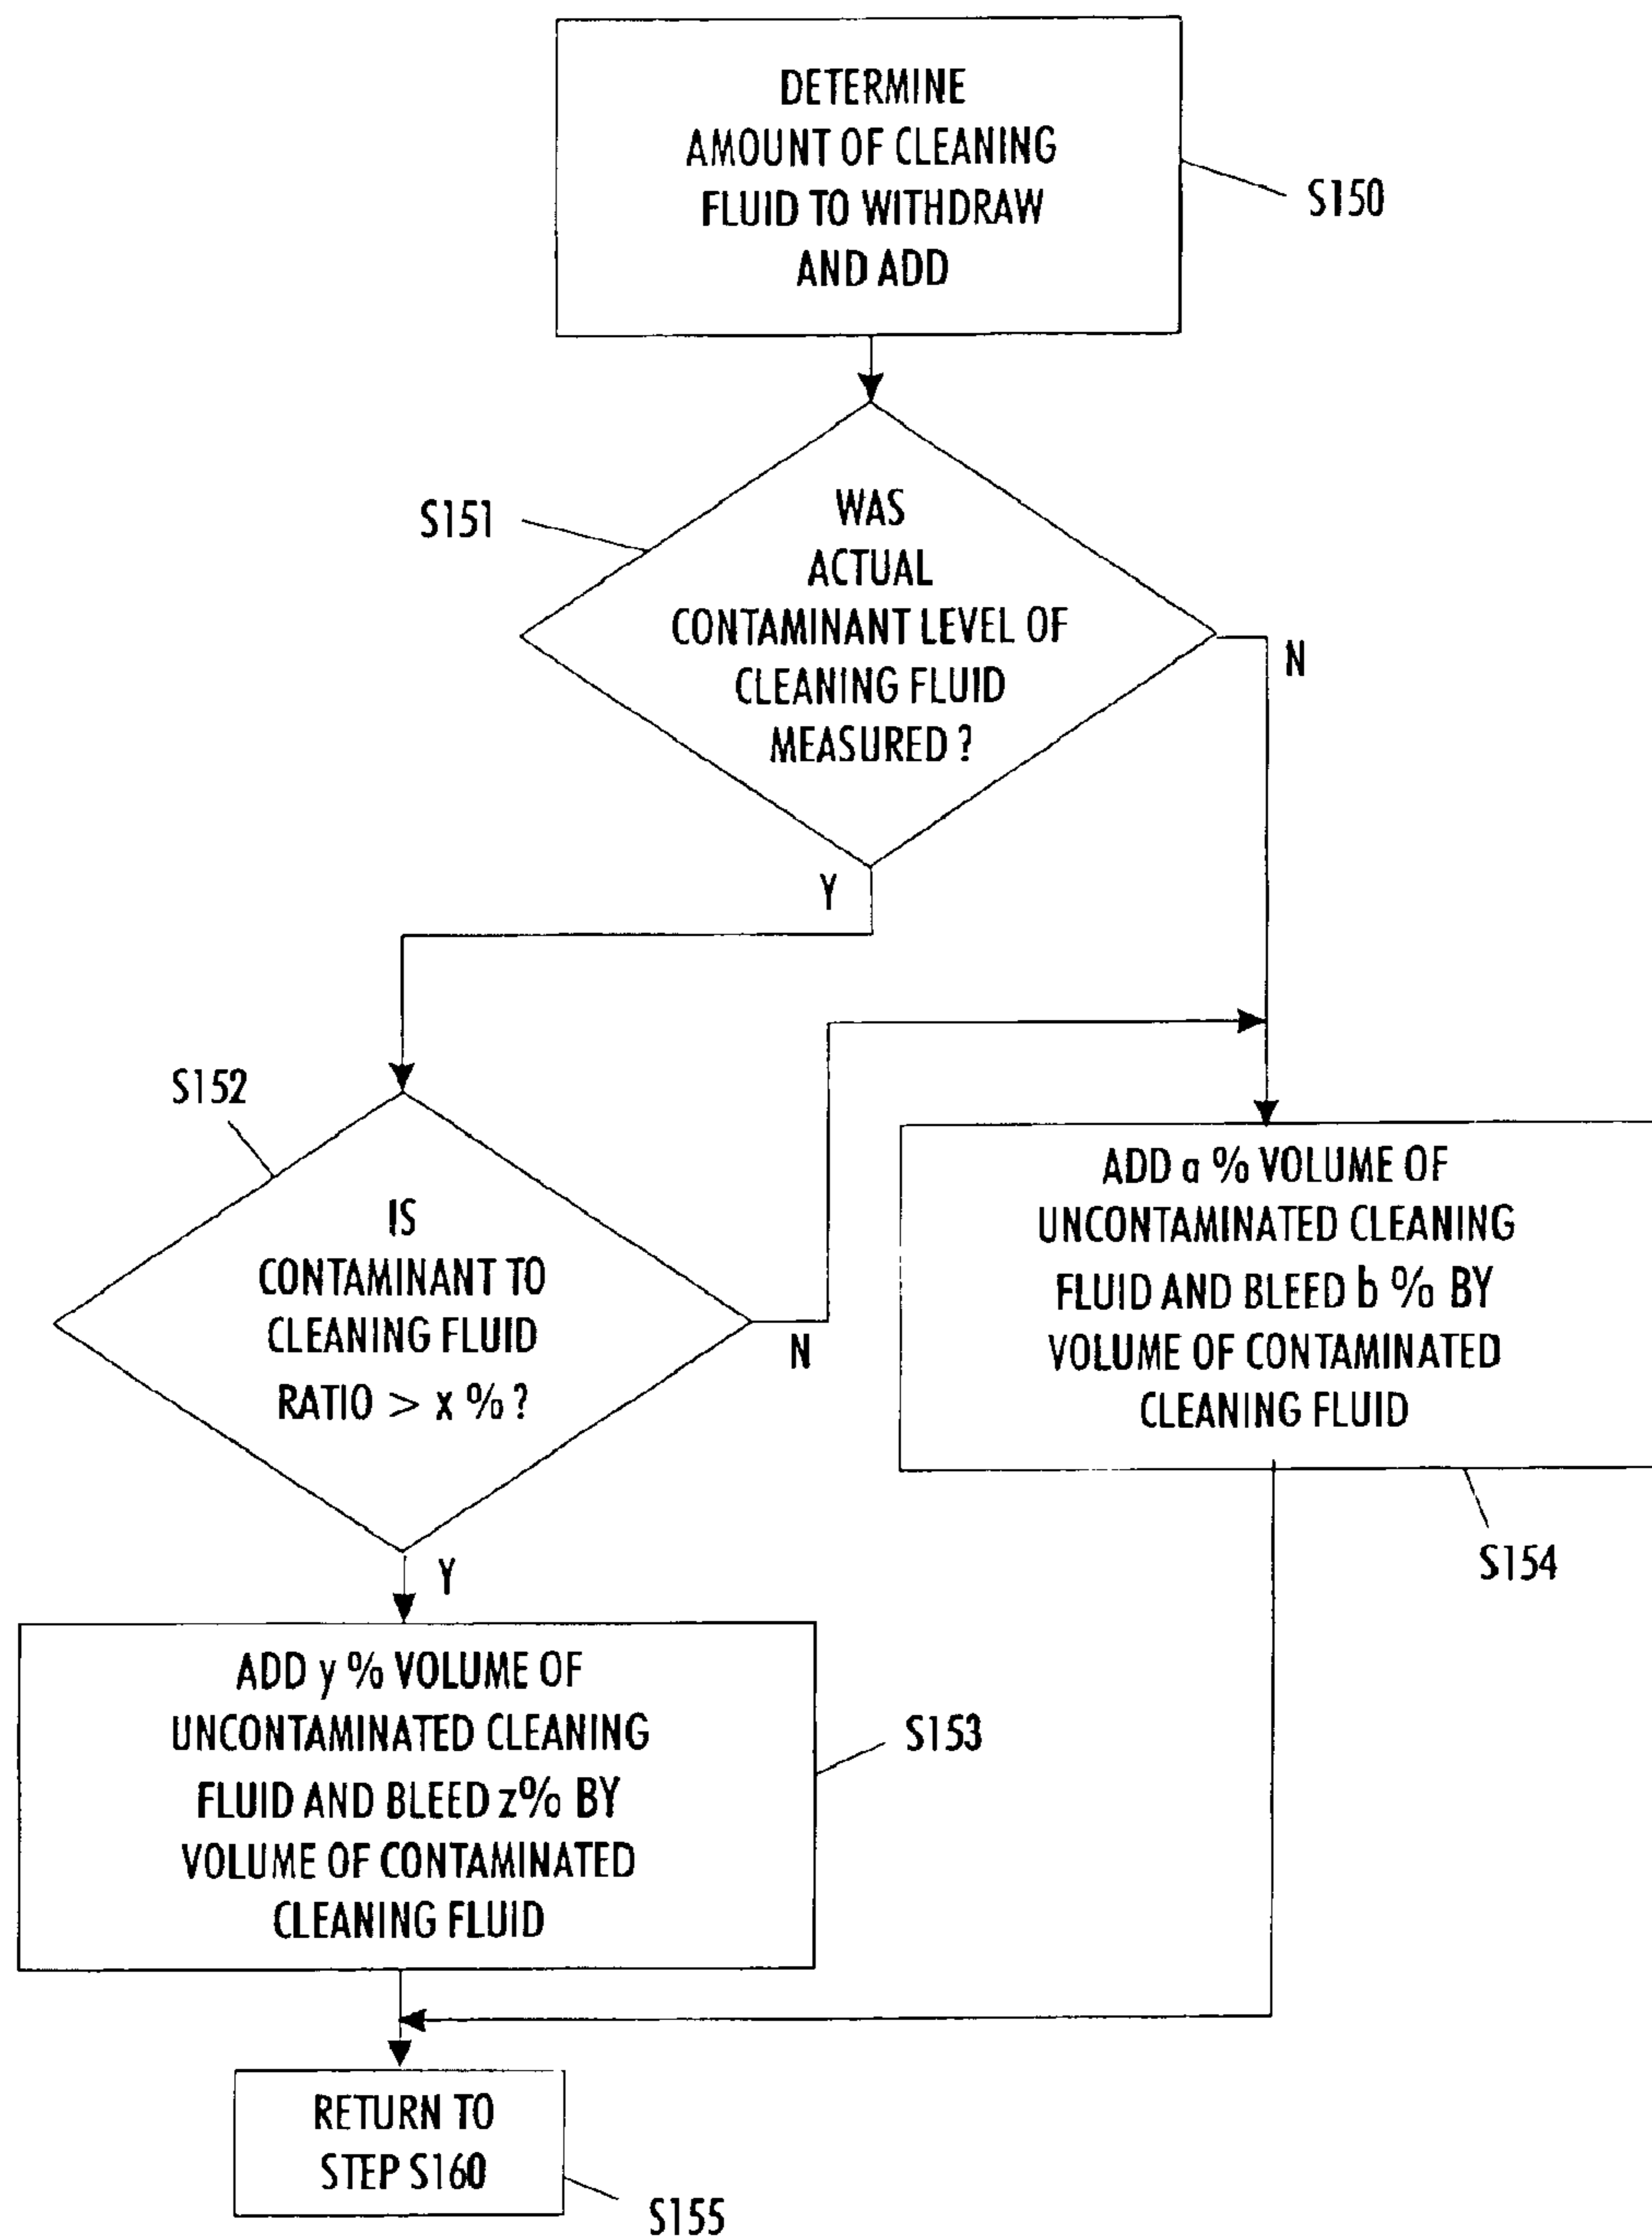 DETERMINE
AMOUNT OF CLEANING
FLUID TO WITHDRAW
AND ADD
S150
S151
WAS
ACTUAL
CONTAMINANT LEVEL OF
CLEANING FLUID
MEASURED ?
N
Y
S152
IS
CONTAMINANT TO
CLEANING FLUID
RATIO > x % ?
N
Y
ADD a % VOLUME OF
UNCONTAMINATED CLEANING
FLUID AND BLEED b % BY
VOLUME OF CONTAMINATED
CLEANING FLUID
S154
ADD y % VOLUME OF
UNCONTAMINATED CLEANING
FLUID AND BLEED z% BY
VOLUME OF CONTAMINATED
CLEANING FLUID
S153
RETURN TO
STEP S160
S155